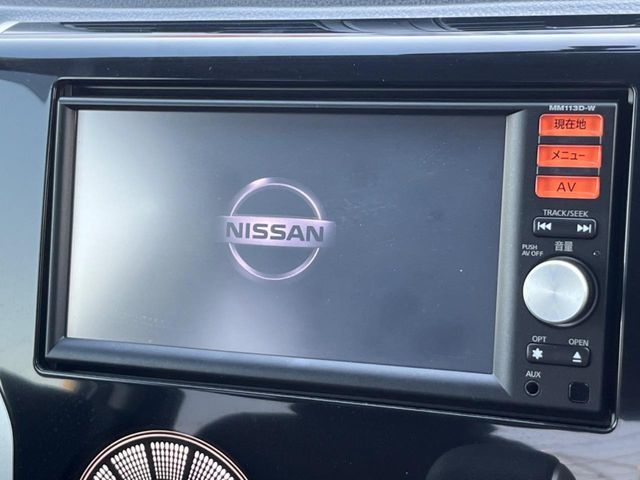 MM113D-W
現在地
メニュー
AV
TRACK/SEEK
PUSH
AV OFF
音量
NISSAN
OPT
OPEN
AUX